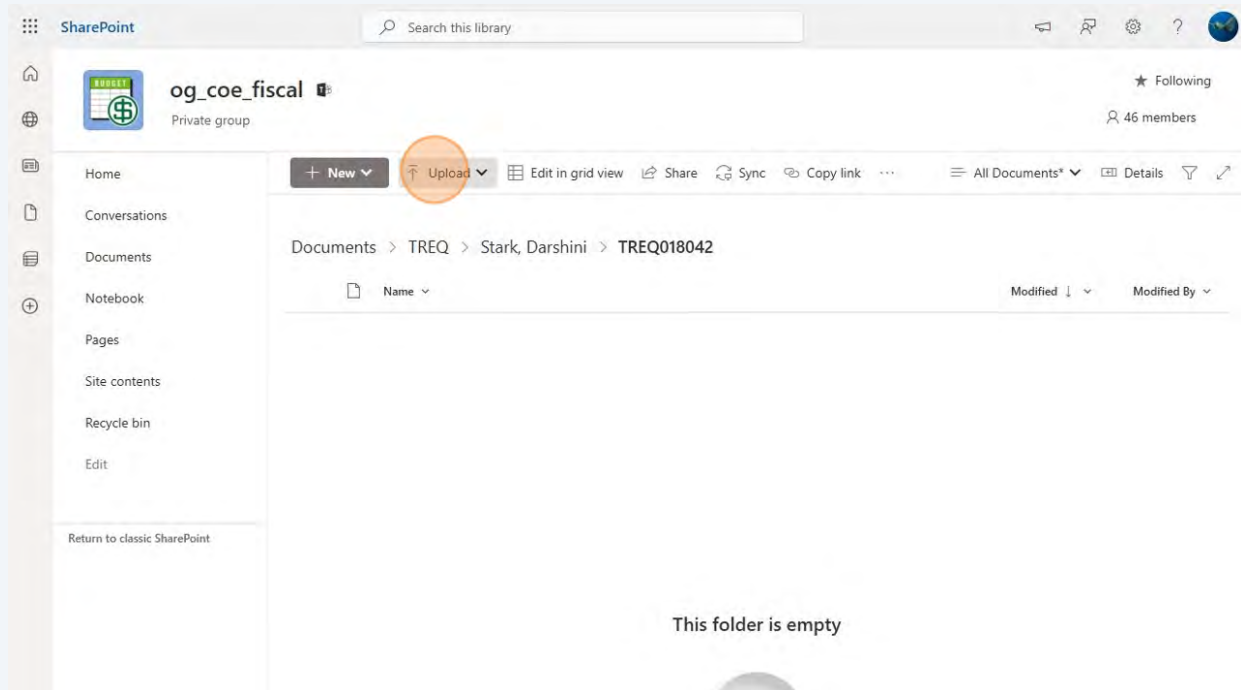 SharePoint
Search this library
?
BUDGET
$
og_coe_fiscal
Private group
★ Following
46 members
Home
Conversations
Documents
Notebook
Pages
Site contents
Recycle bin
Edit
Return to classic SharePoint
+ New Upload Edit in grid view Share Sync Copy link ··· All Documents* Details
Documents > TREQ > Stark, Darshini > TREQ018042
Name Modified ↓ Modified By
This folder is empty